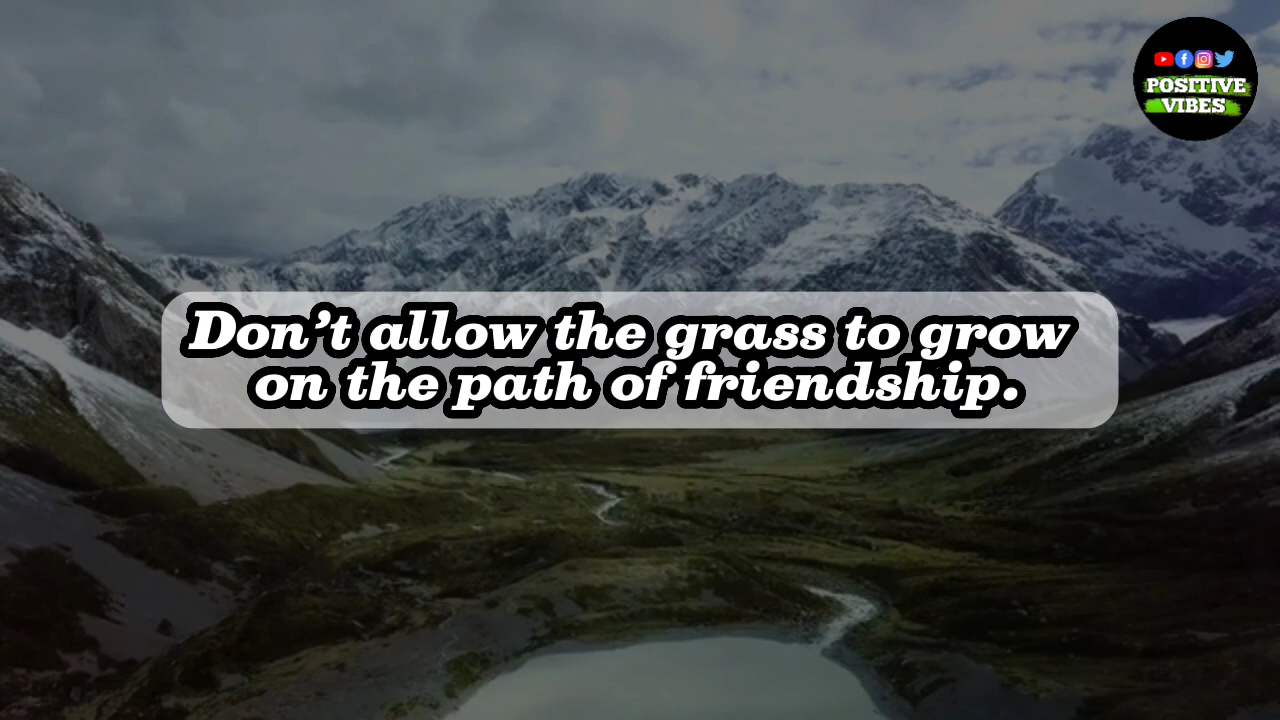 POSITIVE
VIBES
Don't allow the grass to grow
on the path of friendship.